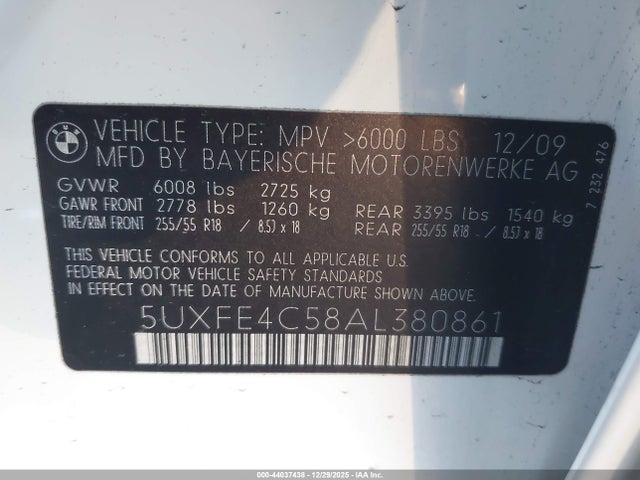 BMW VEHICLE TYPE: MPV >6000 LBS 12/09
MFD BY BAYERISCHE MOTORENWERKE AG
GVWR 6008 lbs 2725 kg
GAWR FRONT 2778 lbs 1260 kg REAR 3395 lbs 1540 kg
TIRE/RIM FRONT 255/55 R18 / 8.5J x 18 REAR 255/55 R18 / 8.5J x 18
7 232 476
THIS VEHICLE CONFORMS TO ALL APPLICABLE U.S.
FEDERAL MOTOR VEHICLE SAFETY STANDARDS
IN EFFECT ON THE DATE OF MANUFACTURE SHOWN ABOVE.
5UXFE4C58AL380861
000-44037438 - 12/29/2025 - IAA Inc.